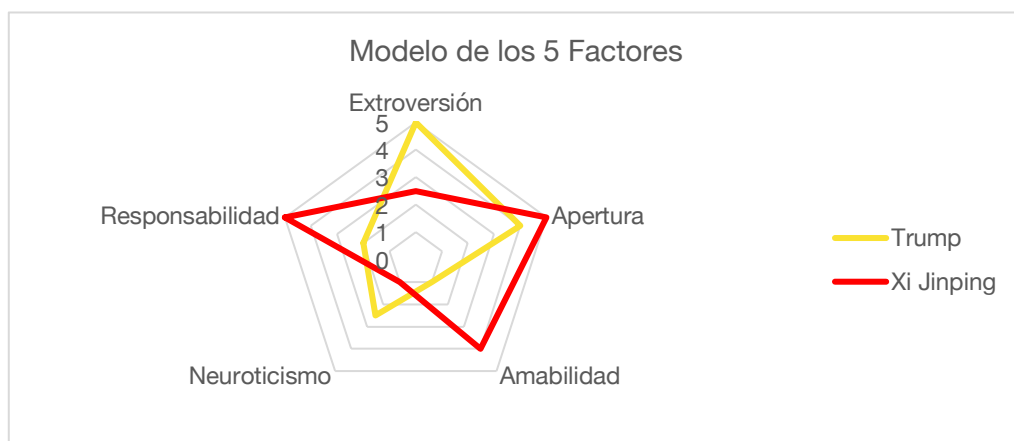 Modelo de los 5 Factores
Extroversión
5
4
3
2
1
0
Responsabilidad
Apertura
Neuroticismo
Amabilidad
Trump
Xi Jinping